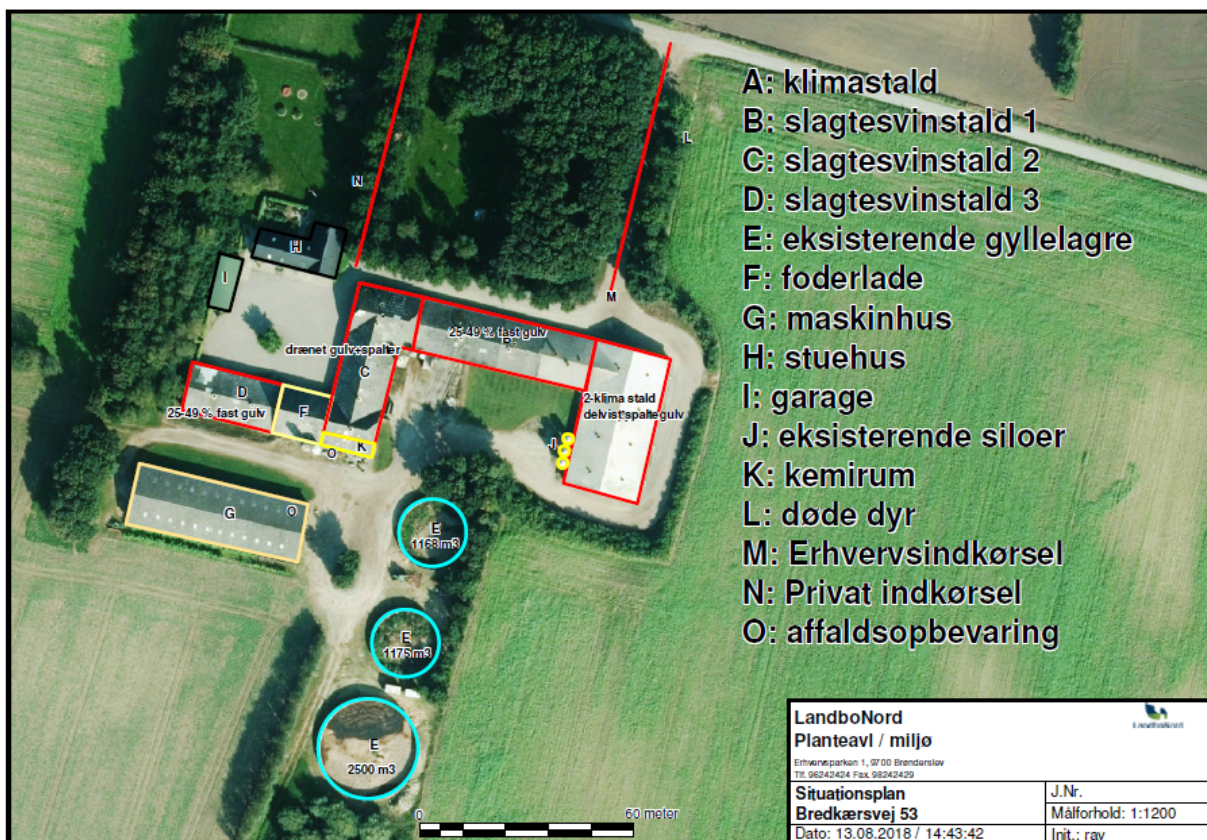 A: klimastald
B: slagtesvinstald 1
C: slagtesvinstald 2
D: slagtesvinstald 3
E: eksisterende gyllelagre
F: foderlade
G: maskinhus
H: stuehus
I: garage
J: eksisterende siloer
K: kemirum
L: døde dyr
M: Erhvervsindkørsel
N: Privat indkørsel
O: affaldsopbevaring
L
N
H
I
M
25-49 % fast gulv
B
drænet gulv+spalter
C
D
25-49 % fast gulv
F
2-klima stald
delvist spaltegulv
J
K
O
G
O
E
1168 m3
E
1175 m3
E
2500 m3
0
60 meter
LandboNord
Planteavl / miljø
LandboNord
Erhvervsparken 1, 9700 Brønderslev
Tlf. 96242424 Fax. 98242429
Situationsplan
Bredkærsvej 53
J.Nr.
Målforhold: 1:1200
Dato: 13.08.2018 / 14:43:42
Init.: rav